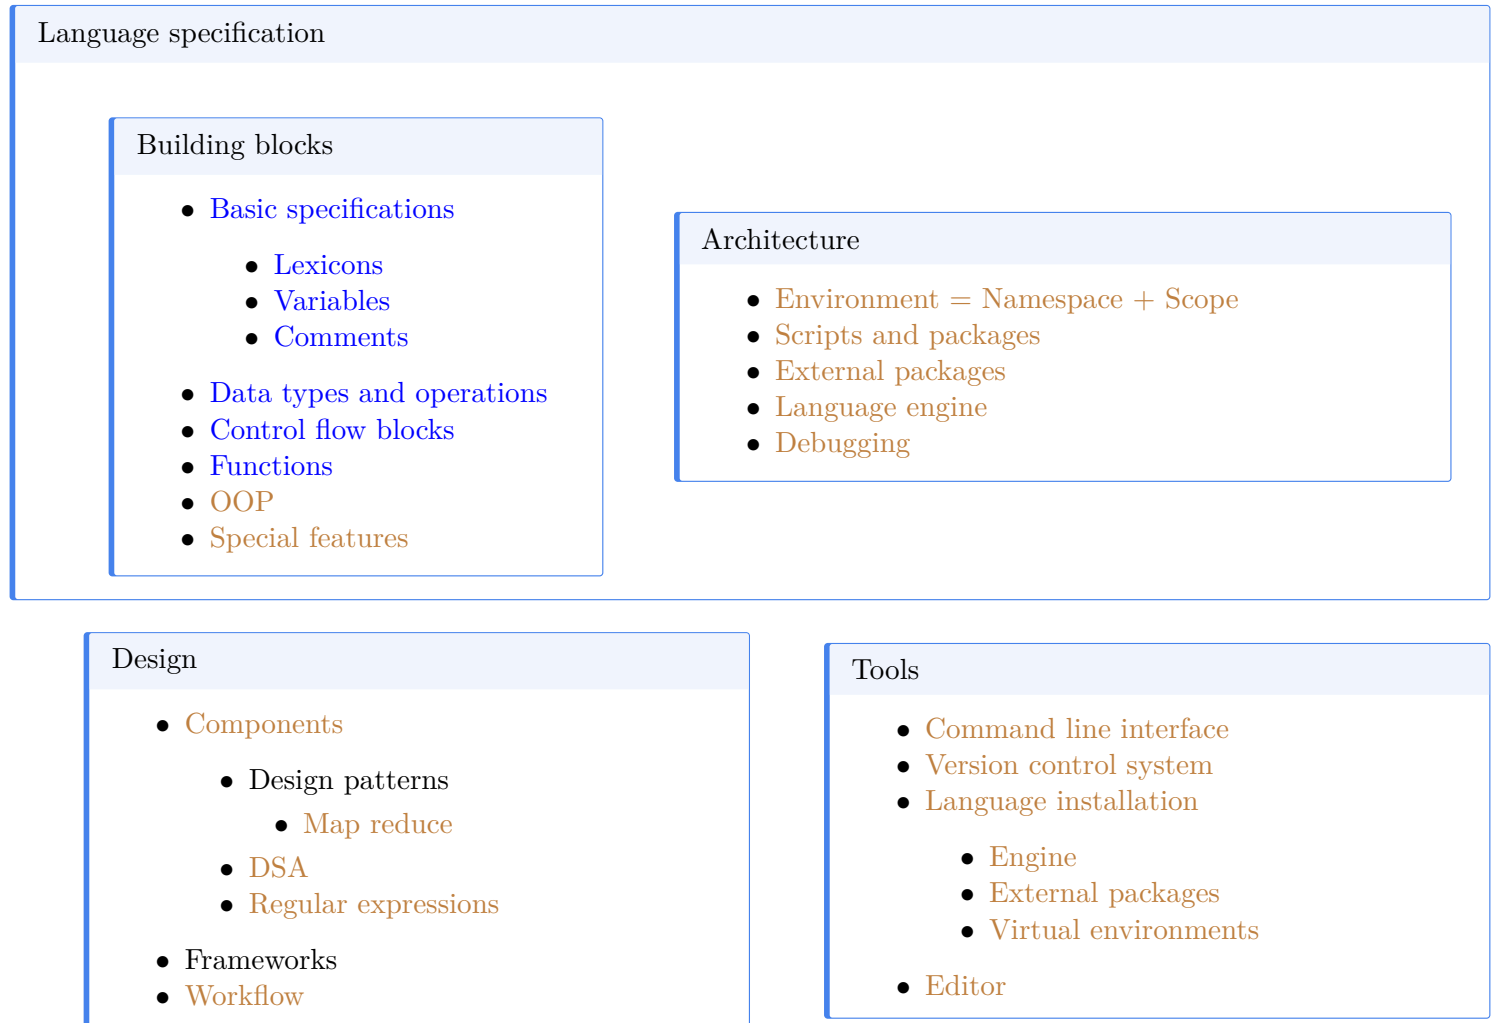 Language specification
Building blocks
• Basic specifications
• Lexicons
• Variables
• Comments
• Data types and operations
• Control flow blocks
• Functions
• OOP
• Special features
Architecture
• Environment = Namespace + Scope
• Scripts and packages
• External packages
• Language engine
• Debugging
Design
• Components
• Design patterns
• Map reduce
• DSA
• Regular expressions
• Frameworks
• Workflow
Tools
• Command line interface
• Version control system
• Language installation
• Engine
• External packages
• Virtual environments
• Editor